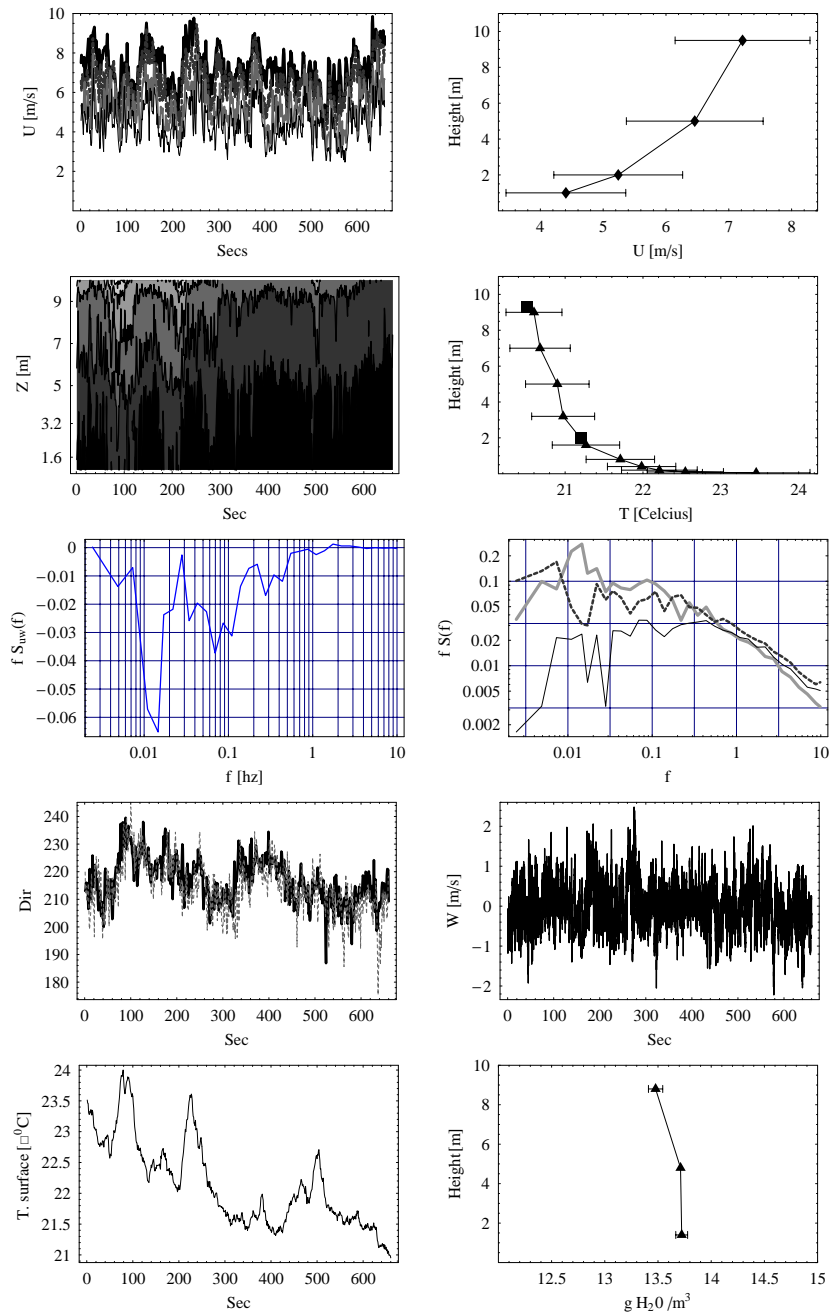 10
8
6
4
2
U [m/s]
0 100 200 300 400 500 600
Secs
10
8
6
4
2
Height [m]
4 5 6 7 8
U [m/s]
9
7
5
3.2
1.6
Z [m]
0 100 200 300 400 500 600
Sec
10
8
6
4
2
Height [m]
21 22 23 24
T [Celcius]
0
−0.01
−0.02
−0.03
−0.04
−0.05
−0.06
f Suw(f)
0.01 0.1 1 10
f [hz]
0.2
0.1
0.05
0.02
0.01
0.005
0.002
f S(f)
0.01 0.1 1 10
f
240
230
220
210
200
190
180
Dir
0 100 200 300 400 500 600
Sec
2
1
0
−1
−2
W [m/s]
0 100 200 300 400 500 600
Sec
24
23.5
23
22.5
22
21.5
21
T. surface [□⁰C]
0 100 200 300 400 500 600
Sec
10
8
6
4
2
Height [m]
12.5 13 13.5 14 14.5 15
g H₂0 /m³